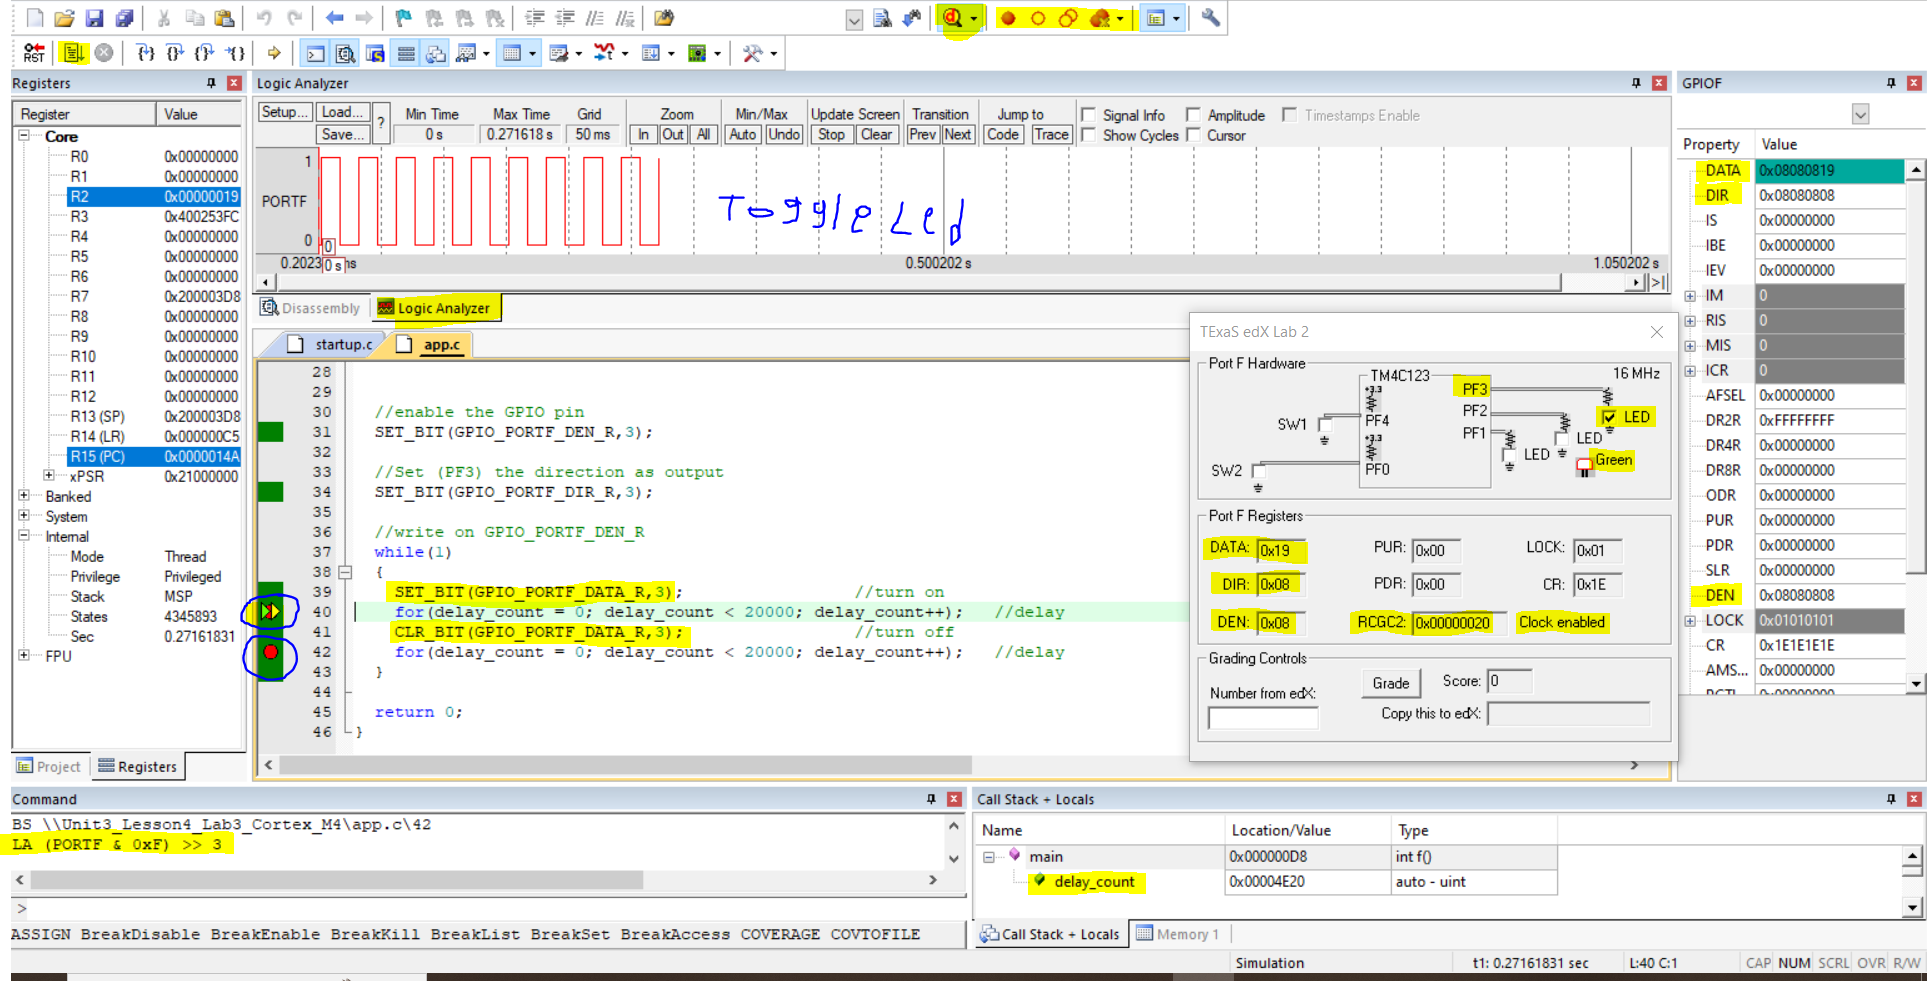 RST
Registers
Register Value
Core
R0 0x00000000
R1 0x00000000
R2 0x00000019
R3 0x400253FC
R4 0x00000000
R5 0x00000000
R6 0x00000000
R7 0x200003D8
R8 0x00000000
R9 0x00000000
R10 0x00000000
R11 0x00000000
R12 0x00000000
R13 (SP) 0x200003D8
R14 (LR) 0x000000C5
R15 (PC) 0x0000014A
xPSR 0x21000000
Banked
System
Internal
Mode Thread
Privilege Privileged
Stack MSP
States 4345893
Sec 0.27161831
FPU
Project Registers
Logic Analyzer
Setup... Load... ? Min Time Max Time Grid Zoom Min/Max Update Screen Transition Jump to Signal Info Amplitude Timestamps Enable
Save... 0 s 0.271618 s 50 ms In Out All Auto Undo Stop Clear Prev Next Code Trace Show Cycles Cursor
1
PORTF
0 0
Toggle Led
0.2023 0 s 0.500202 s 1.050202 s
Disassembly Logic Analyzer
startup.c app.c
28
29
30 //enable the GPIO pin
31 SET_BIT(GPIO_PORTF_DEN_R,3);
32
33 //Set (PF3) the direction as output
34 SET_BIT(GPIO_PORTF_DIR_R,3);
35
36 //write on GPIO_PORTF_DEN_R
37 while(1)
38 {
39 SET_BIT(GPIO_PORTF_DATA_R,3); //turn on
40 for(delay_count = 0; delay_count < 20000; delay_count++); //delay
41 CLR_BIT(GPIO_PORTF_DATA_R,3); //turn off
42 for(delay_count = 0; delay_count < 20000; delay_count++); //delay
43 }
44
45 return 0;
46 }
TExaS edX Lab 2
Port F Hardware
TM4C123 16 MHz
+3.3 PF3
SW1 PF4 PF2 LED
+3.3 PF1 LED
SW2 PF0 LED Green
Port F Registers
DATA: 0x19 PUR: 0x00 LOCK: 0x01
DIR: 0x08 PDR: 0x00 CR: 0x1E
DEN: 0x08 RCGC2: 0x00000020 Clock enabled
Grading Controls
Number from edX: Grade Score: 0
Copy this to edX:
GPIOF
Property Value
DATA 0x08080819
DIR 0x08080808
IS 0x00000000
IBE 0x00000000
IEV 0x00000000
IM 0
RIS 0
MIS 0
ICR 0
AFSEL 0x00000000
DR2R 0xFFFFFFFF
DR4R 0x00000000
DR8R 0x00000000
ODR 0x00000000
PUR 0x00000000
PDR 0x00000000
SLR 0x00000000
DEN 0x08080808
LOCK 0x01010101
CR 0x1E1E1E1E
AMS... 0x00000000
Command
BS \\Unit3_Lesson4_Lab3_Cortex_M4\app.c\42
LA (PORTF & 0xF) >> 3
>
ASSIGN BreakDisable BreakEnable BreakKill BreakList BreakSet BreakAccess COVERAGE COVTOFILE
Call Stack + Locals
Name Location/Value Type
main 0x000000D8 int f()
delay_count 0x00004E20 auto - uint
Call Stack + Locals Memory 1
Simulation t1: 0.27161831 sec L:40 C:1 CAP NUM SCRL OVR R/W